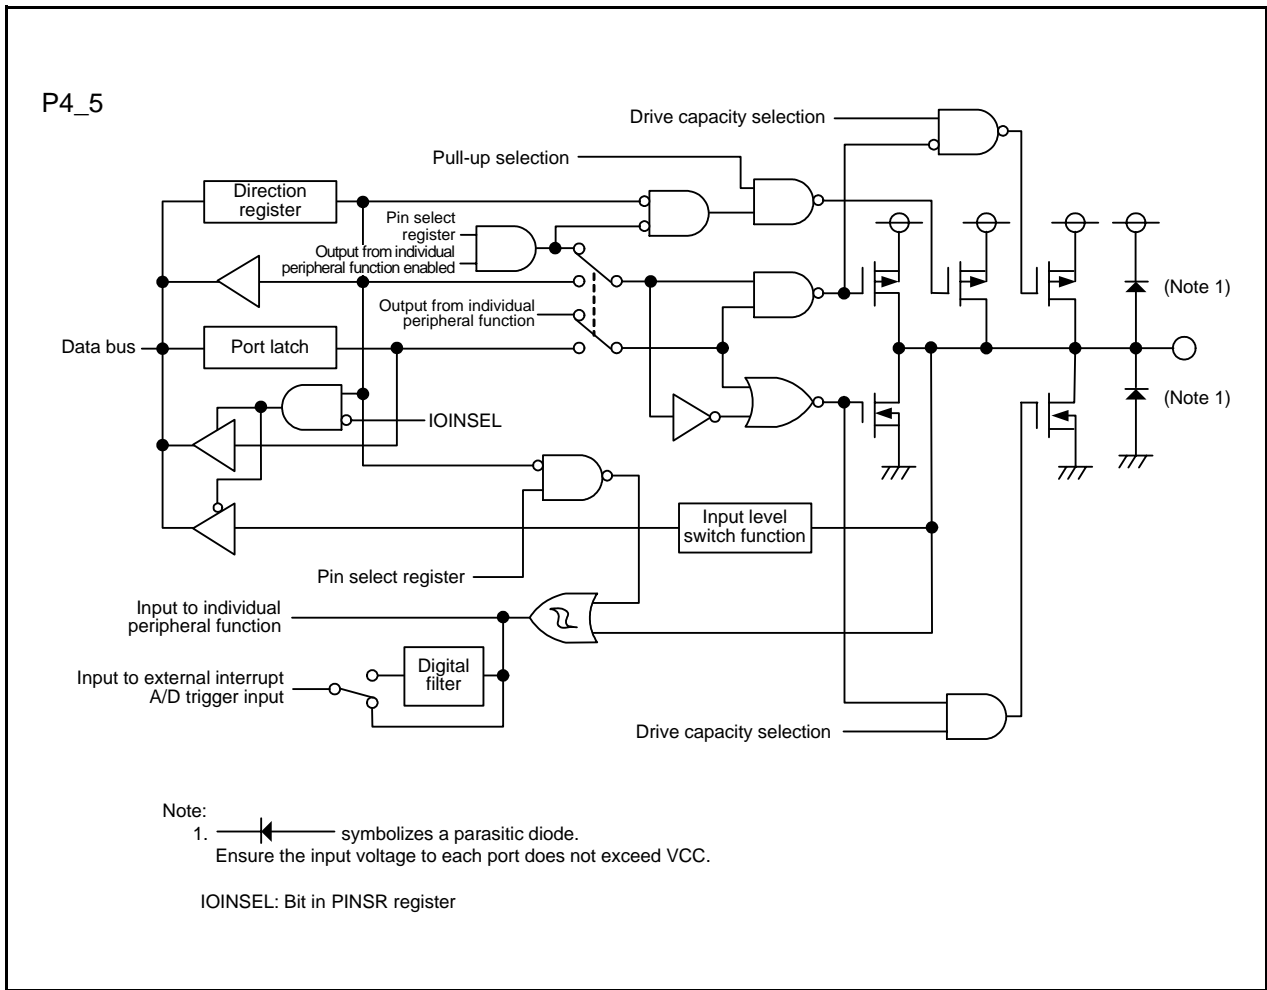 P4_5
Drive capacity selection
Pull-up selection
Direction
register
Pin select
register
Output from individual
peripheral function enabled
Output from individual
peripheral function
(Note 1)
Data bus
Port latch
(Note 1)
IOINSEL
Input level
switch function
Pin select register
Input to individual
peripheral function
Digital
filter
Input to external interrupt
A/D trigger input
Drive capacity selection
Note:
1. symbolizes a parasitic diode.
Ensure the input voltage to each port does not exceed VCC.
IOINSEL: Bit in PINSR register